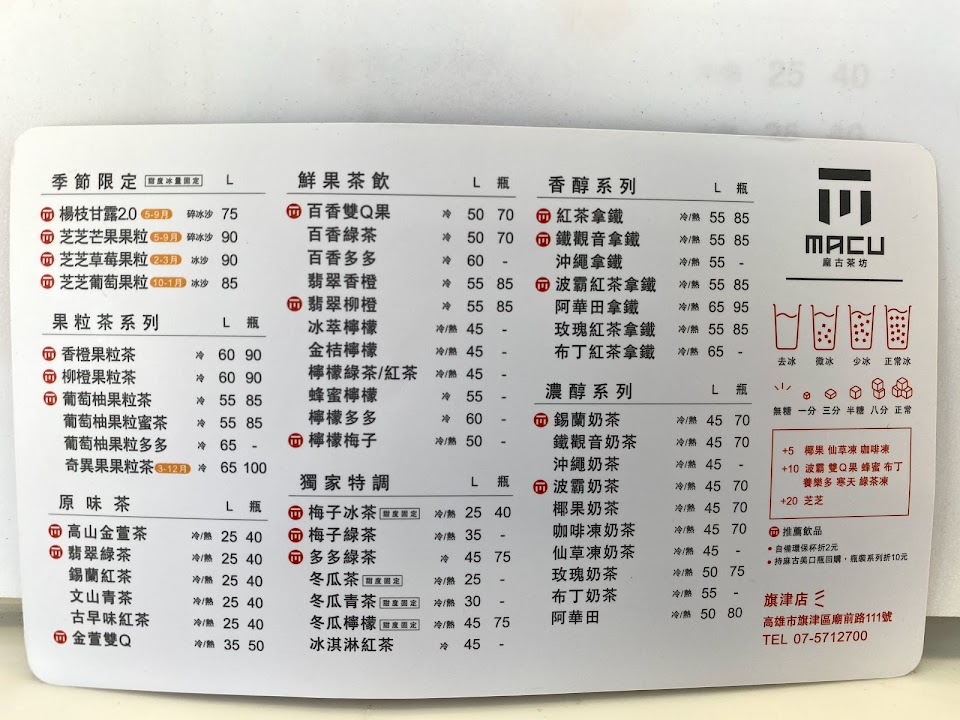 季節限定 甜度冰量固定 L
楊枝甘露2.0 5-9月 碎冰沙 75
芝芝芒果果粒 5-9月 碎冰沙 90
芝芝草莓果粒 2-3月 冰沙 90
芝芝葡萄果粒 10-1月 冰沙 85
果粒茶系列 L 瓶
香橙果粒茶 冷 60 90
柳橙果粒茶 冷 60 90
葡萄柚果粒茶 冷 55 85
葡萄柚果粒蜜茶 冷 55 85
葡萄柚果粒多多 冷 65 -
奇異果果粒茶 3-12月 冷 65 100
原味茶 L 瓶
高山金萱茶 冷/熱 25 40
翡翠綠茶 冷/熱 25 40
錫蘭紅茶 冷/熱 25 40
文山青茶 冷/熱 25 40
古早味紅茶 冷/熱 25 40
金萱雙Q 冷/熱 35 50
鮮果茶飲 L 瓶
百香雙Q果 冷 50 70
百香綠茶 冷 50 70
百香多多 冷 60 -
翡翠香橙 冷 55 85
翡翠柳橙 冷 55 85
冰萃檸檬 冷/熱 45 -
金桔檸檬 冷/熱 45 -
檸檬綠茶/紅茶 冷/熱 45 -
蜂蜜檸檬 冷/熱 55 -
檸檬多多 冷 60 -
檸檬梅子 冷/熱 50 -
獨家特調 L 瓶
梅子冰茶 甜度固定 冷/熱 25 40
梅子綠茶 冷/熱 35 -
多多綠茶 冷 45 75
冬瓜茶 甜度固定 冷/熱 25 -
冬瓜青茶 甜度固定 冷/熱 30 -
冬瓜檸檬 甜度固定 冷/熱 45 75
冰淇淋紅茶 冷 45 -
香醇系列 L 瓶
紅茶拿鐵 冷/熱 55 85
鐵觀音拿鐵 冷/熱 55 85
沖繩拿鐵 冷/熱 55 -
波霸紅茶拿鐵 冷/熱 55 85
阿華田拿鐵 冷/熱 65 95
玫瑰紅茶拿鐵 冷/熱 55 85
布丁紅茶拿鐵 冷/熱 65 -
濃醇系列 L 瓶
錫蘭奶茶 冷/熱 45 70
鐵觀音奶茶 冷/熱 45 70
沖繩奶茶 冷/熱 45 -
波霸奶茶 冷/熱 45 70
椰果奶茶 冷/熱 45 70
咖啡凍奶茶 冷/熱 45 70
仙草凍奶茶 冷/熱 45 -
玫瑰奶茶 冷/熱 50 75
布丁奶茶 冷/熱 55 -
阿華田 冷/熱 50 80
MACU
麻古茶坊
去冰 微冰 少冰 正常冰
無糖 一分 三分 半糖 八分 正常
+5 椰果 仙草凍 咖啡凍
+10 波霸 雙Q果 蜂蜜 布丁
養樂多 寒天 綠茶凍
+20 芝芝
推薦飲品
自備環保杯折2元
持麻古美口瓶回購，瓶裝系列折10元
旗津店
高雄市旗津區廟前路111號
TEL 07-5712700
25 40